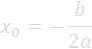 x₀ = −b/2a